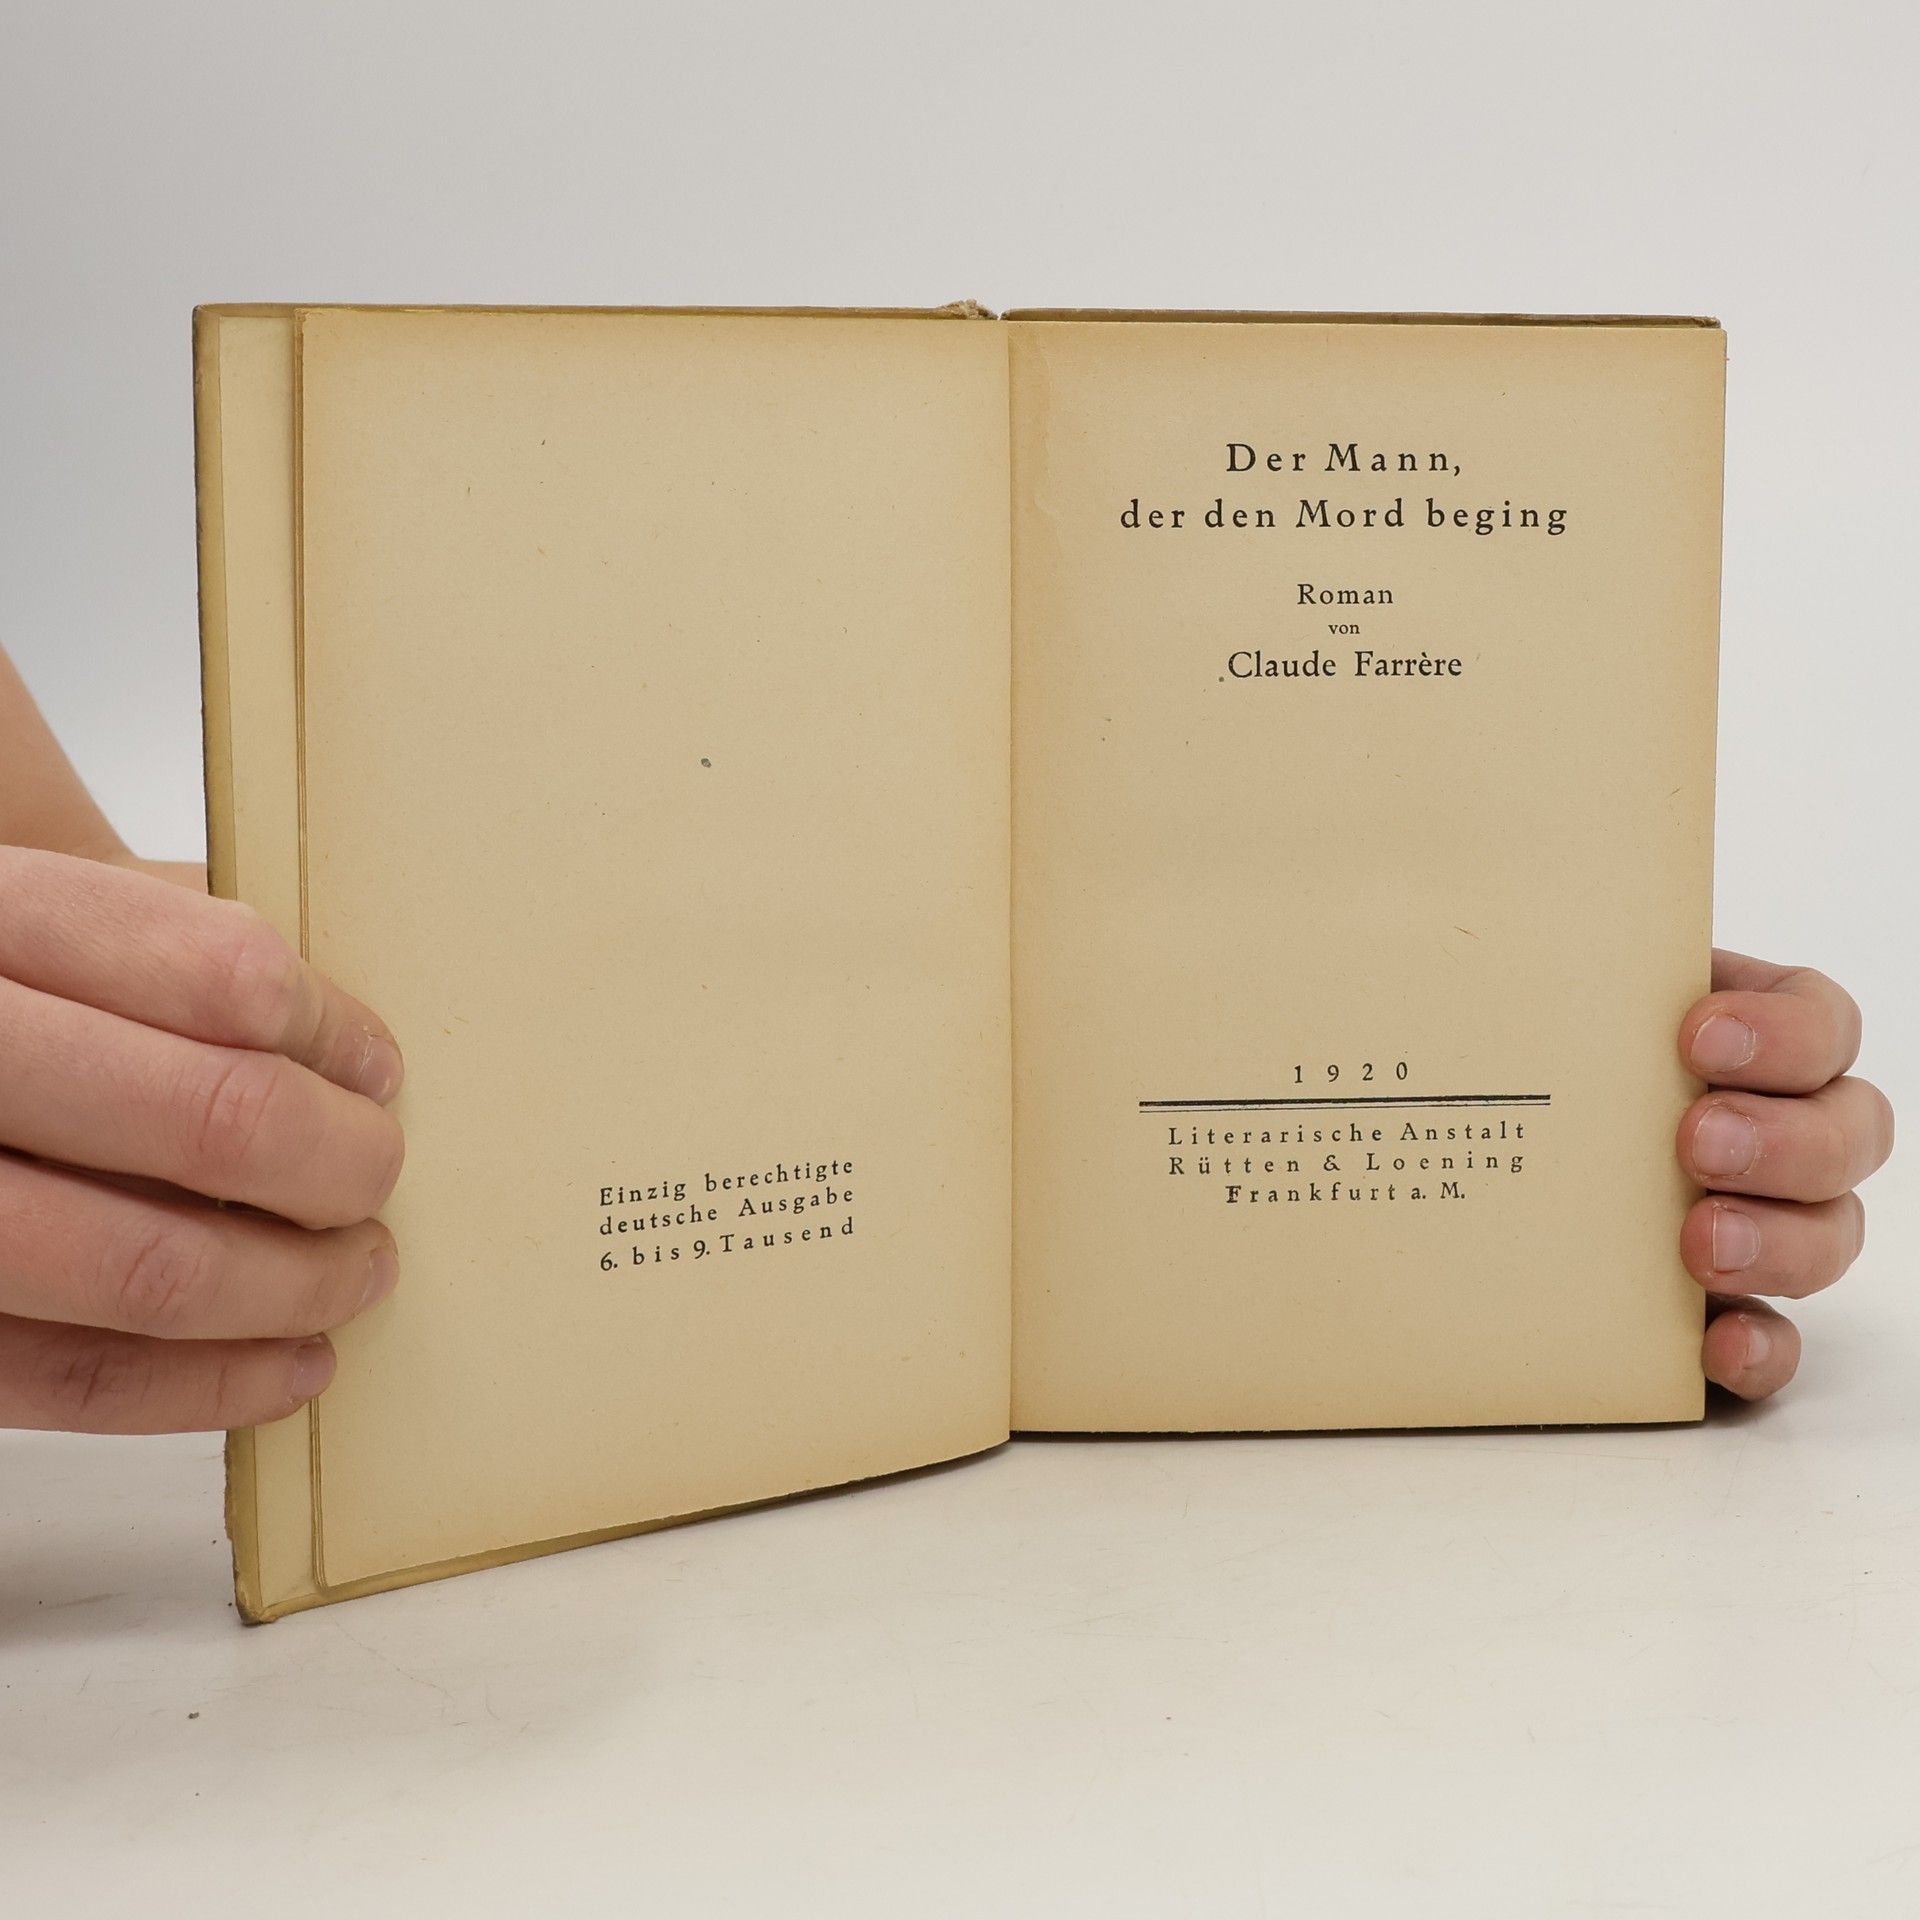 Einzig berechtigte
deutsche Ausgabe
6. bis 9. Tausend
Der Mann,
der den Mord beging
Roman
von
Claude Farrère
1920
Literarische Anstalt
Rütten & Loening
Frankfurt a. M.